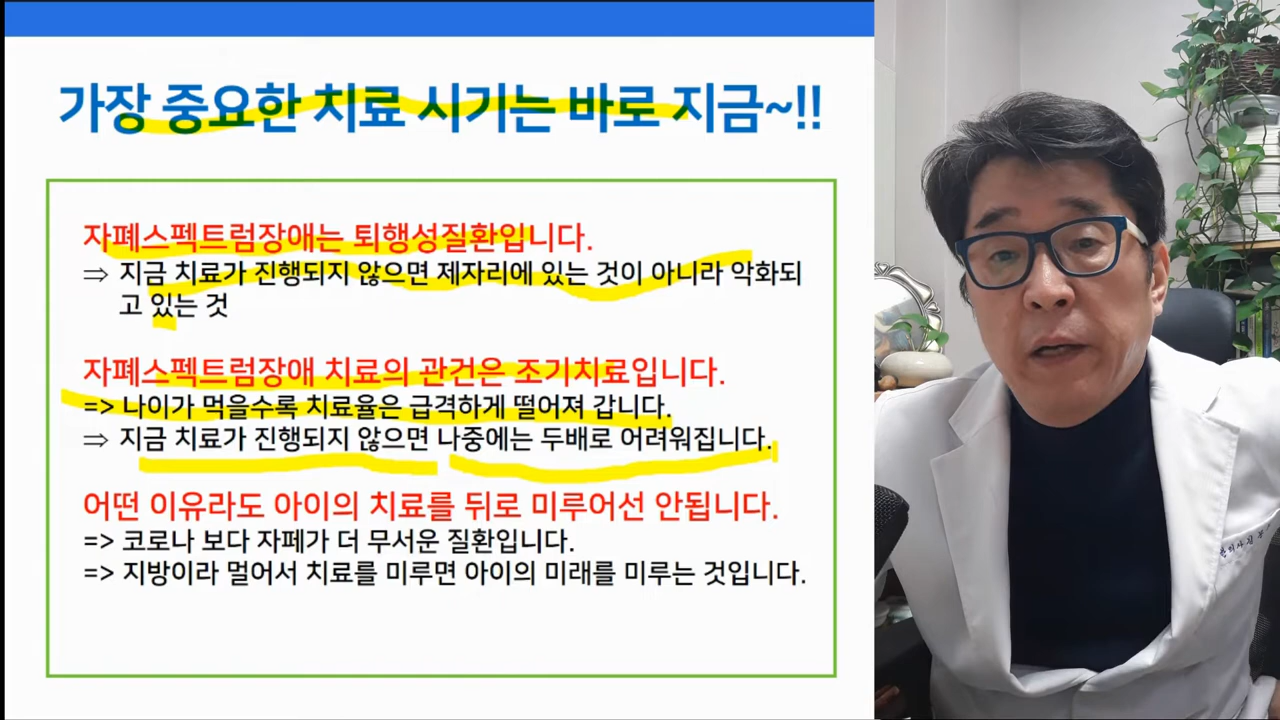 가장 중요한 치료 시기는 바로 지금~!!
자폐스펙트럼장애는 퇴행성질환입니다.
⇒ 지금 치료가 진행되지 않으면 제자리에 있는 것이 아니라 악화되
고 있는 것
자폐스펙트럼장애 치료의 관건은 조기치료입니다.
=> 나이가 먹을수록 치료율은 급격하게 떨어져 갑니다.
⇒ 지금 치료가 진행되지 않으면 나중에는 두배로 어려워집니다.
어떤 이유라도 아이의 치료를 뒤로 미루어선 안됩니다.
=> 코로나 보다 자폐가 더 무서운 질환입니다.
=> 지방이라 멀어서 치료를 미루면 아이의 미래를 미루는 것입니다.